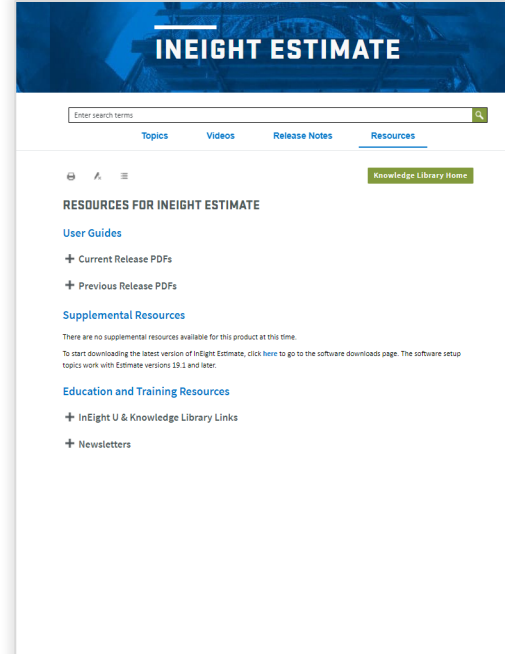 INEIGHT ESTIMATE
Enter search terms
Topics Videos Release Notes Resources
Knowledge Library Home
RESOURCES FOR INEIGHT ESTIMATE
User Guides
Current Release PDFs
Previous Release PDFs
Supplemental Resources
There are no supplemental resources available for this product at this time.
To start downloading the latest version of InEight Estimate, click here to go to the software downloads page. The software setup
topics work with Estimate versions 19.1 and later.
Education and Training Resources
InEight U & Knowledge Library Links
Newsletters